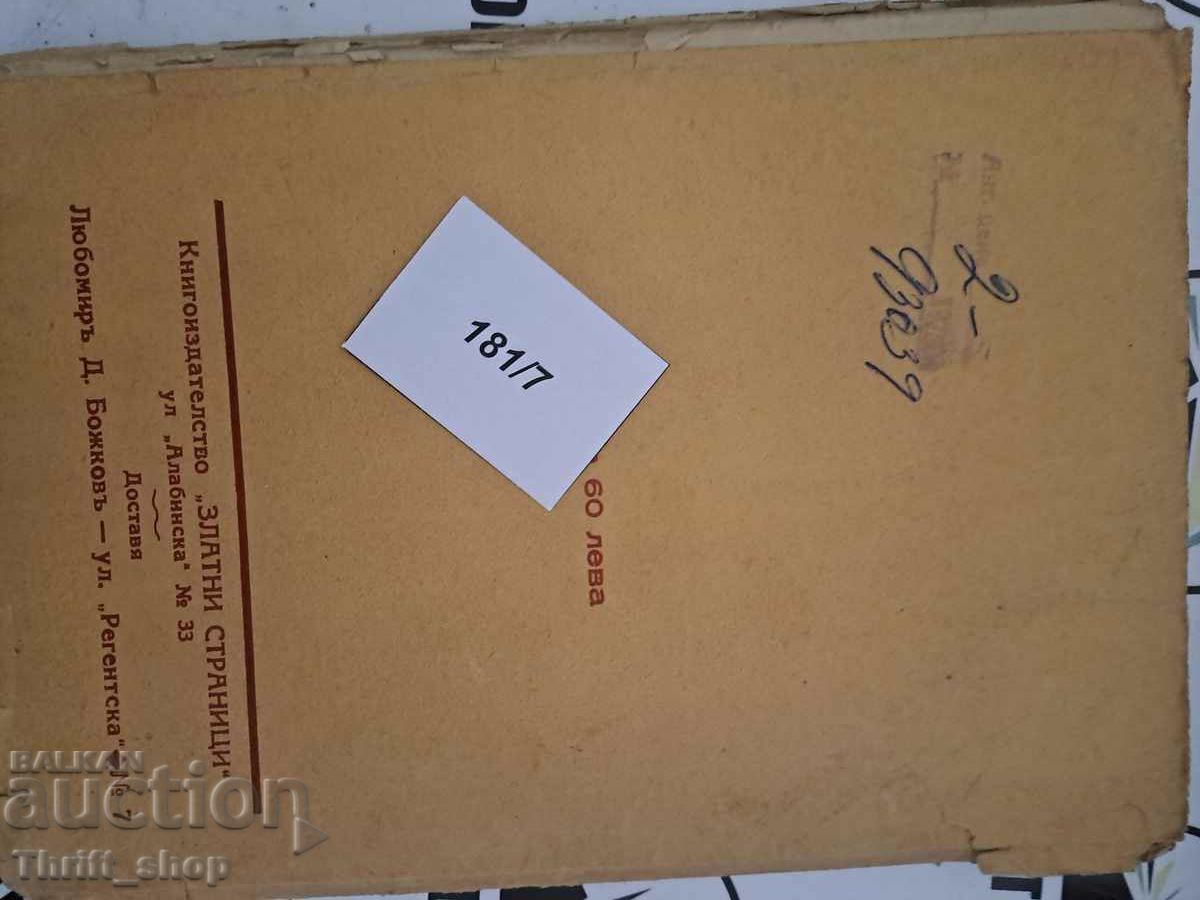 2-
181/7
60 лева
Книгоиздателство „ЗЛАТНИ СТРАНИЦИ“
ул „Алабинска“ № 33
Доставя
Любомиръ Д. Божковъ — ул. „Регентска“ № 7
BALKAN
auction
Thrift_shop